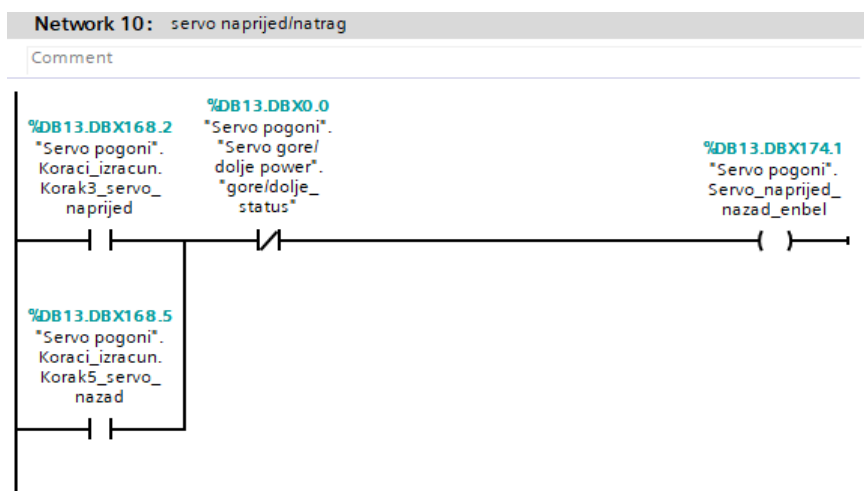 Network 10: servo naprijed/natrag
Comment
%DB13.DBX168.2
"Servo pogoni".
Koraci_izracun.
Korak3_servo_
naprijed
%DB13.DBX0.0
"Servo pogoni".
"Servo gore/
dolje power".
"gore/dolje_
status"
%DB13.DBX174.1
"Servo pogoni".
Servo_naprijed_
nazad_enbel
%DB13.DBX168.5
"Servo pogoni".
Koraci_izracun.
Korak5_servo_
nazad